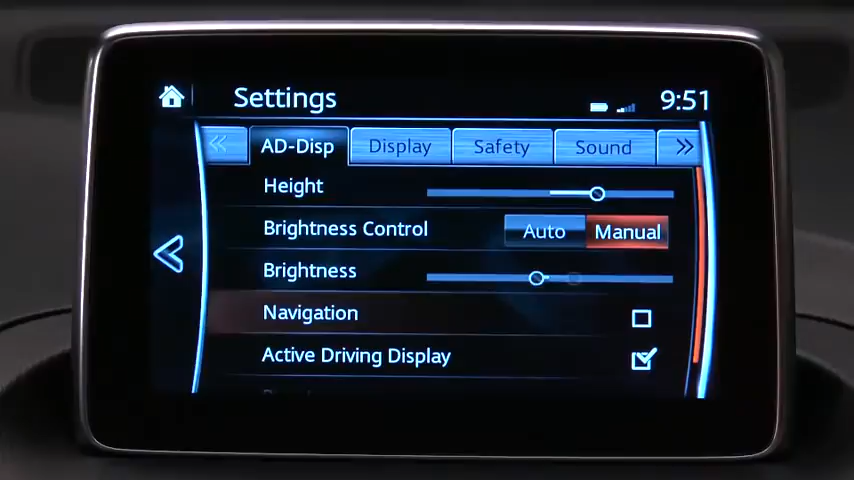 Settings
9:51
AD-Disp Display Safety Sound
Height
Brightness Control Auto Manual
Brightness
Navigation
Active Driving Display